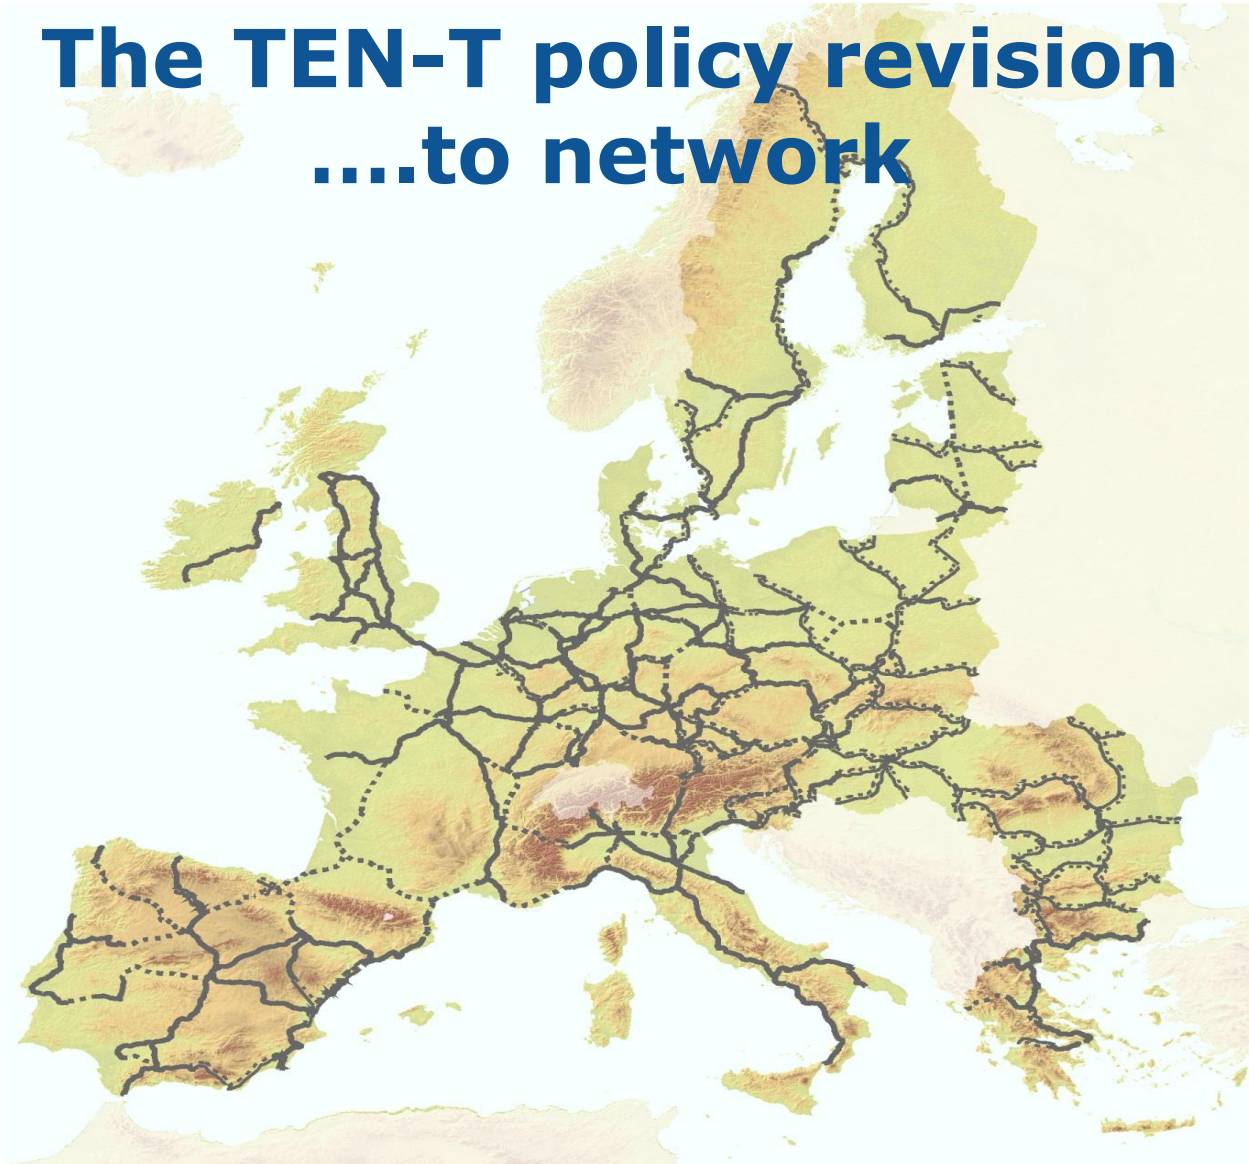 The TEN-T policy revision
....to network